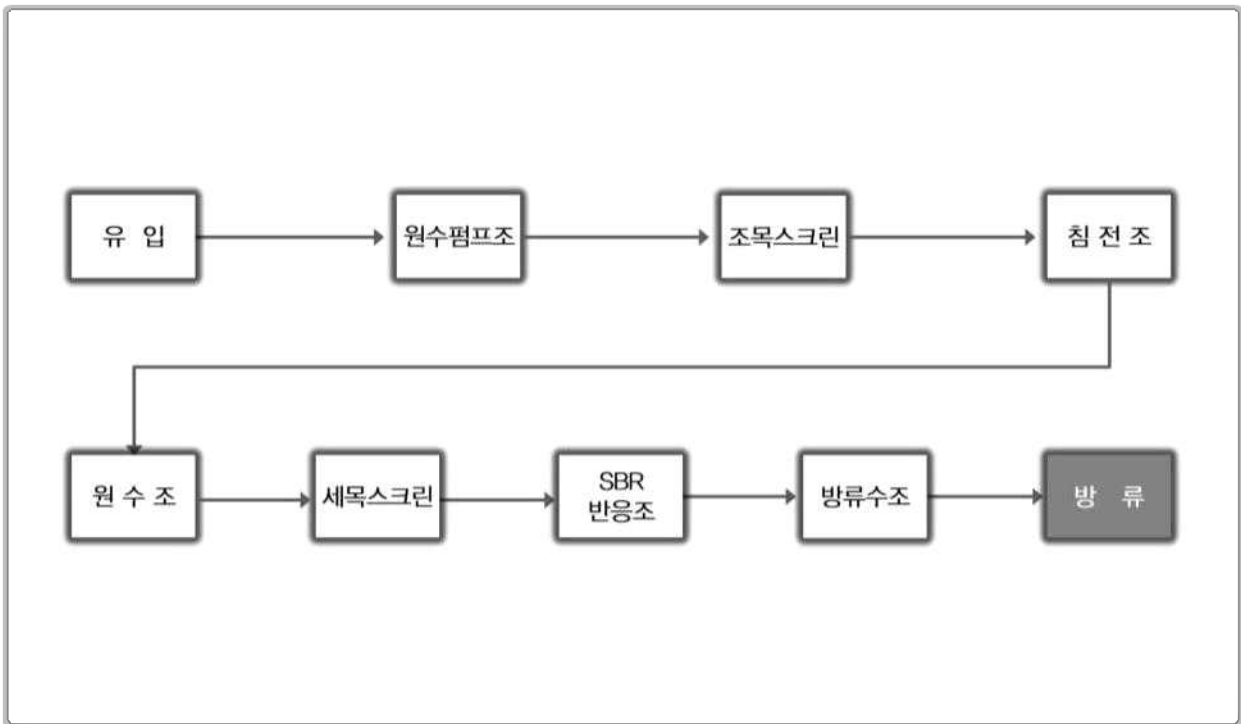 유 입
원수펌프조
조목스크린
침 전 조
원 수 조
세목스크린
SBR
반응조
방류수조
방 류